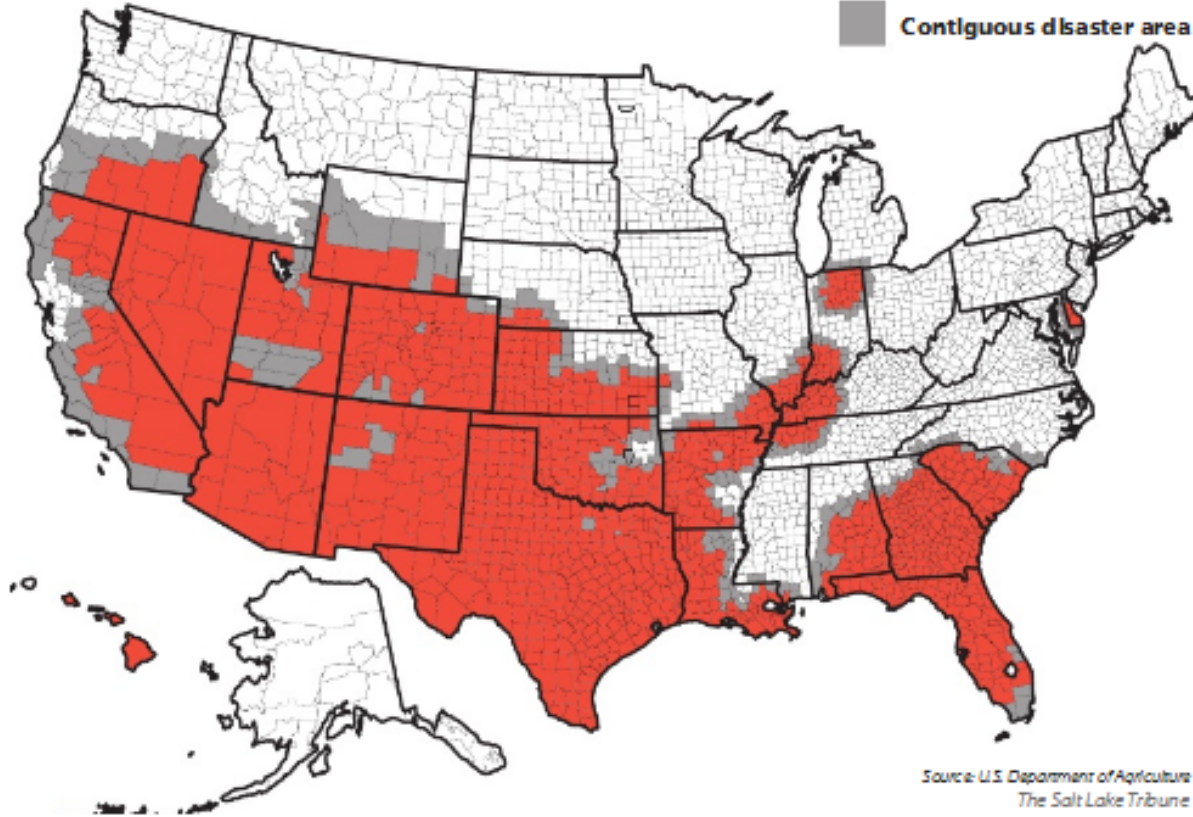 Contiguous disaster area
Source: U.S. Department of Agriculture
The Salt Lake Tribune